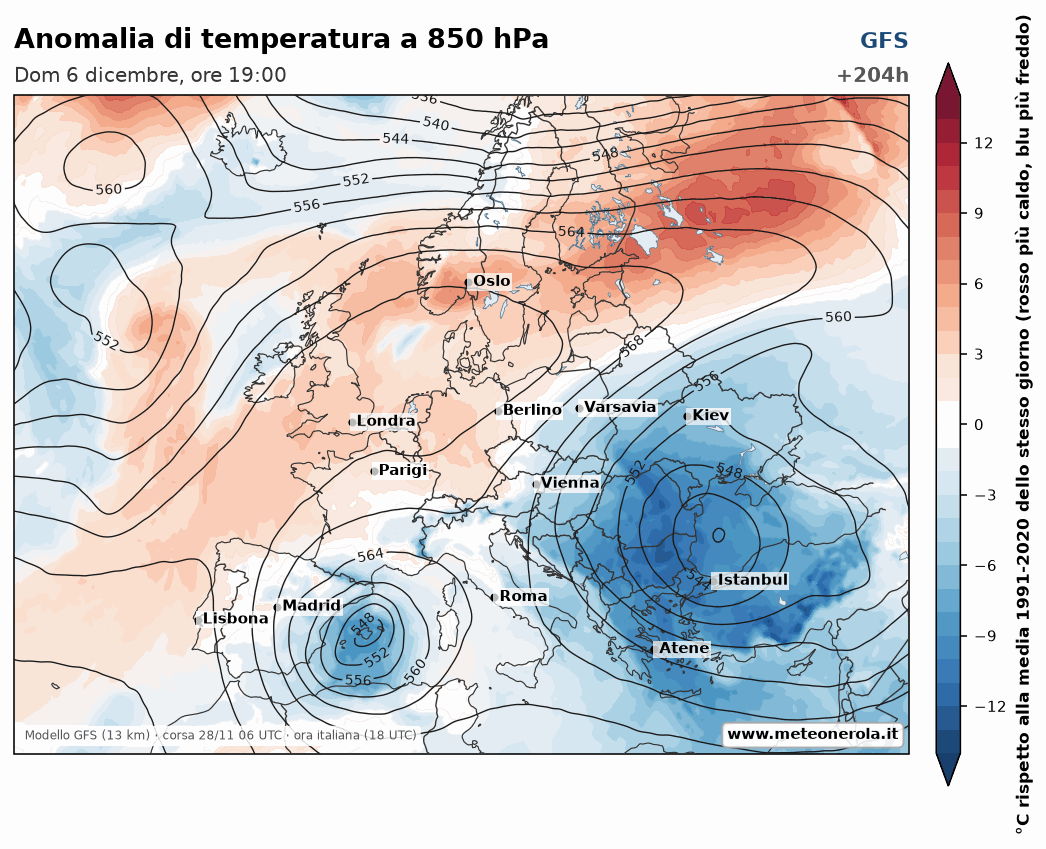 Anomalia di temperatura a 850 hPa
GFS
Dom 6 dicembre, ore 19:00
+204h
536
540
544
548
552
556
560
564
560
552
568
556
560
Oslo
Berlino
Varsavia
Kiev
Londra
Parigi
Vienna
552
548
564
544
Istanbul
Roma
Madrid
Lisbona
548
552
556
560
Atene
Modello GFS (13 km) · corsa 28/11 06 UTC · ora italiana (18 UTC)
www.meteonerola.it
12
9
6
3
0
−3
−6
−9
−12
°C rispetto alla media 1991-2020 dello stesso giorno (rosso più caldo, blu più freddo)